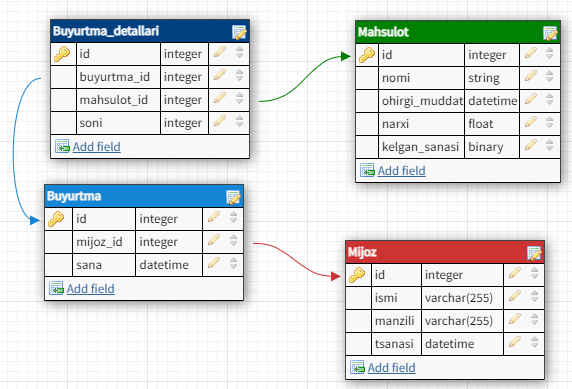 Buyurtma_detallari
id integer
buyurtma_id integer
mahsulot_id integer
soni integer
Add field
Mahsulot
id integer
nomi string
ohirgi_muddat datetime
narxi float
kelgan_sanasi binary
Add field
Buyurtma
id integer
mijoz_id integer
sana datetime
Add field
Mijoz
id integer
ismi varchar(255)
manzili varchar(255)
tsanasi datetime
Add field